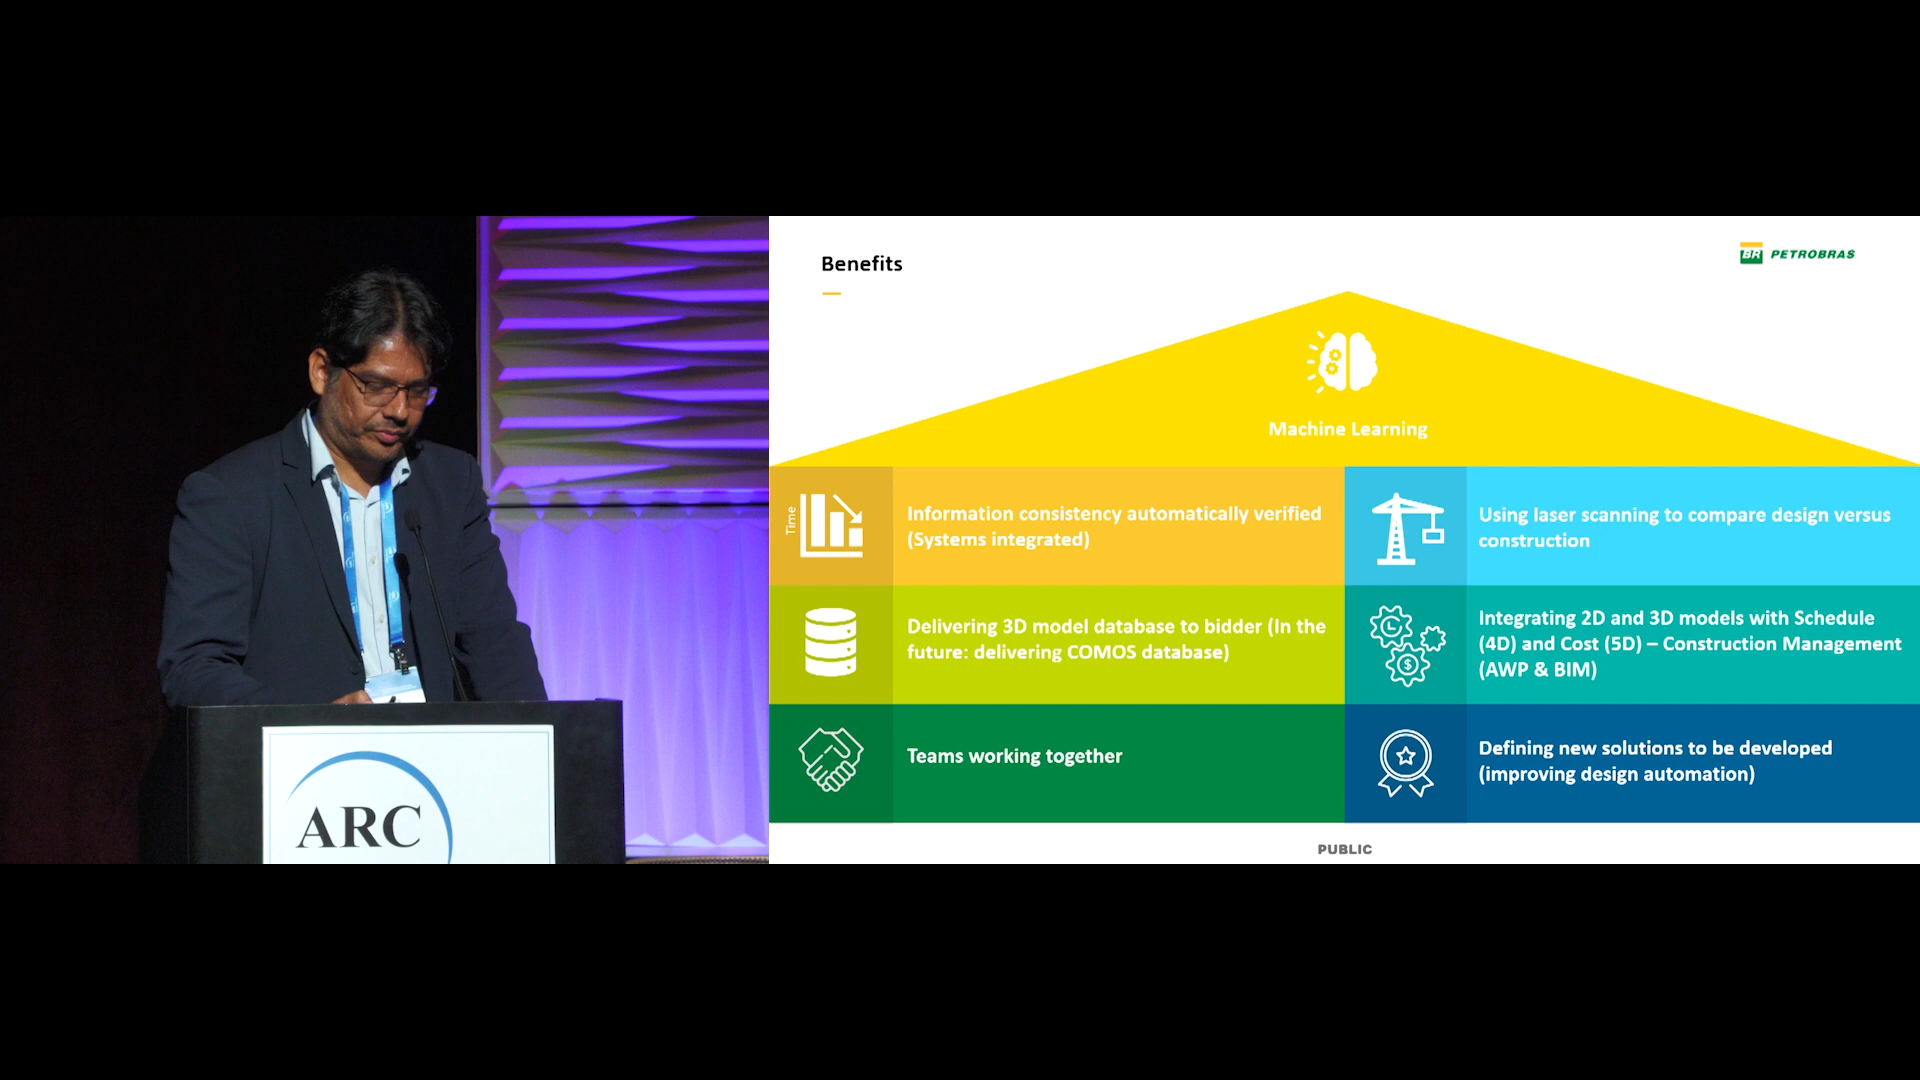 ARC
Benefits
BR PETROBRAS
Machine Learning
Time
Information consistency automatically verified
(Systems integrated)
Using laser scanning to compare design versus
construction
Delivering 3D model database to bidder (In the
future: delivering COMOS database)
Integrating 2D and 3D models with Schedule
(4D) and Cost (5D) – Construction Management
(AWP & BIM)
Teams working together
Defining new solutions to be developed
(improving design automation)
PUBLIC